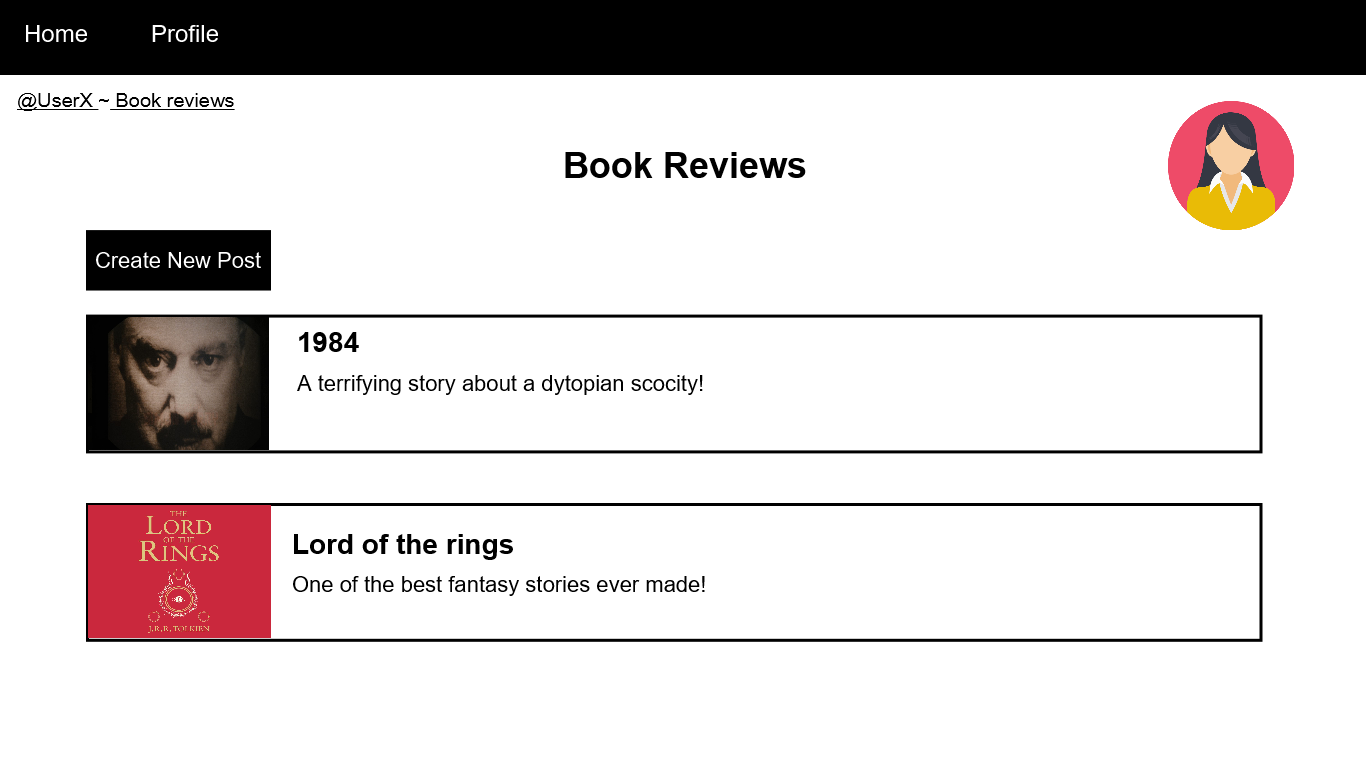 Home Profile
@UserX ~ Book reviews
Book Reviews
Create New Post
1984
A terrifying story about a dytopian scocity!
THE
LORD
OF THE
RINGS
J.R.R. TOLKIEN
Lord of the rings
One of the best fantasy stories ever made!